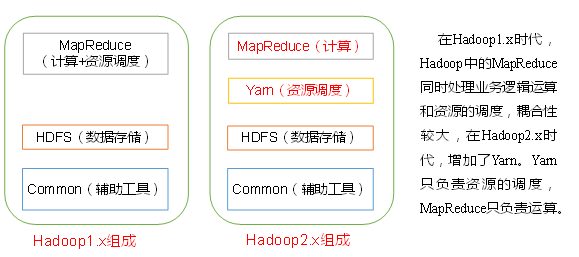 MapReduce
（计算+资源调度）
HDFS（数据存储）
Common（辅助工具）
Hadoop1.x组成
MapReduce（计算）
Yarn（资源调度）
HDFS（数据存储）
Common（辅助工具）
Hadoop2.x组成
在Hadoop1.x时代，
Hadoop中的MapReduce
同时处理业务逻辑运算
和资源的调度，耦合性
较大，在Hadoop2.x时
代，增加了Yarn。Yarn
只负责资源的调度，
MapReduce只负责运算。